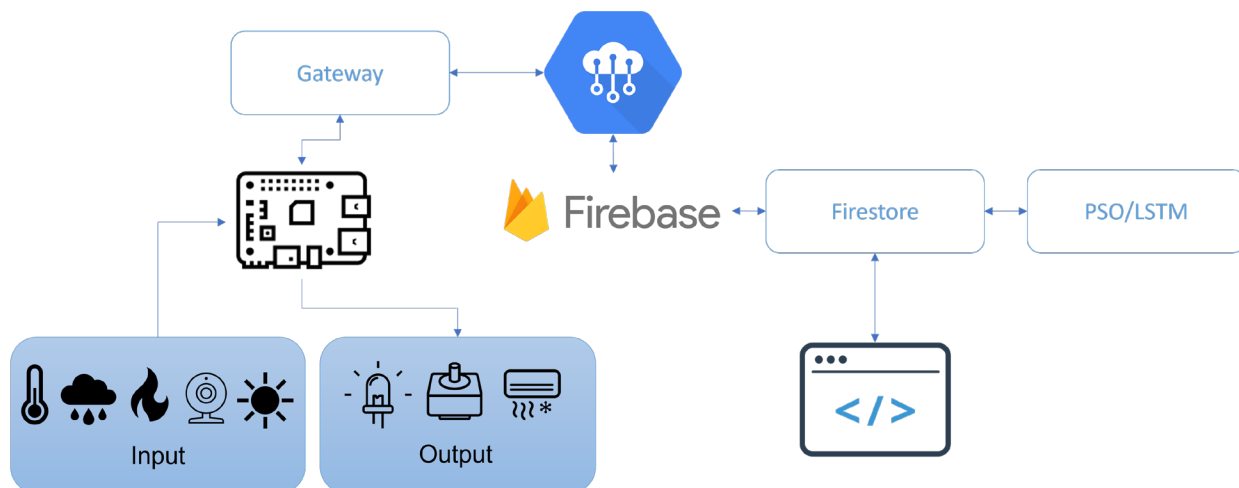 Gateway
Firebase
Firestore
PSO/LSTM
</>
Input
Output